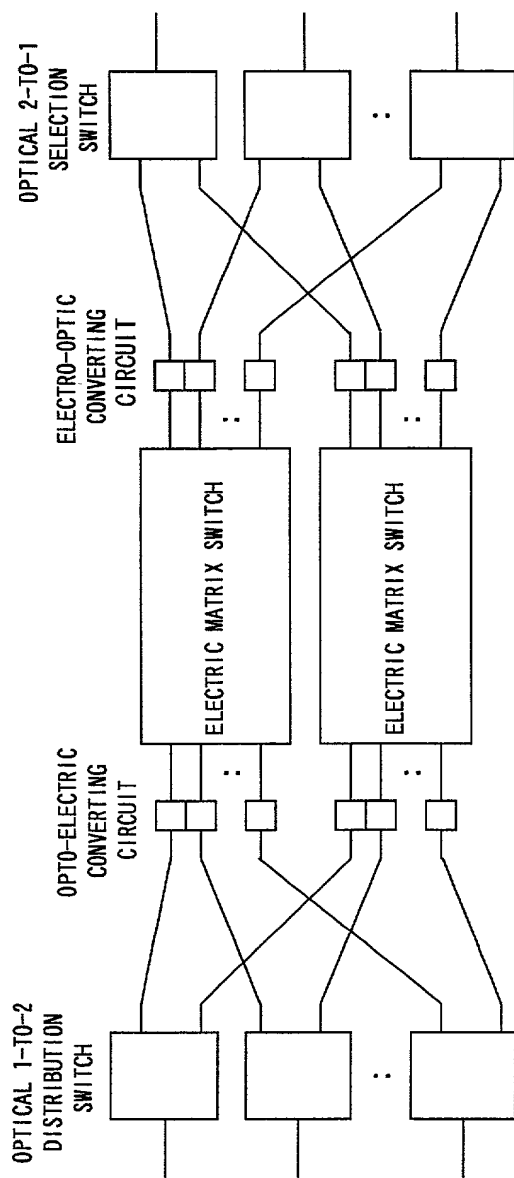 OPTICAL 1-TO-2
DISTRIBUTION
SWITCH
OPTO-ELECTRIC
CONVERTING
CIRCUIT
ELECTRIC MATRIX SWITCH
ELECTRIC MATRIX SWITCH
ELECTRO-OPTIC
CONVERTING
CIRCUIT
OPTICAL 2-TO-1
SELECTION
SWITCH